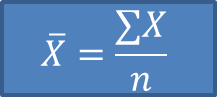 X̄ = ∑X / n